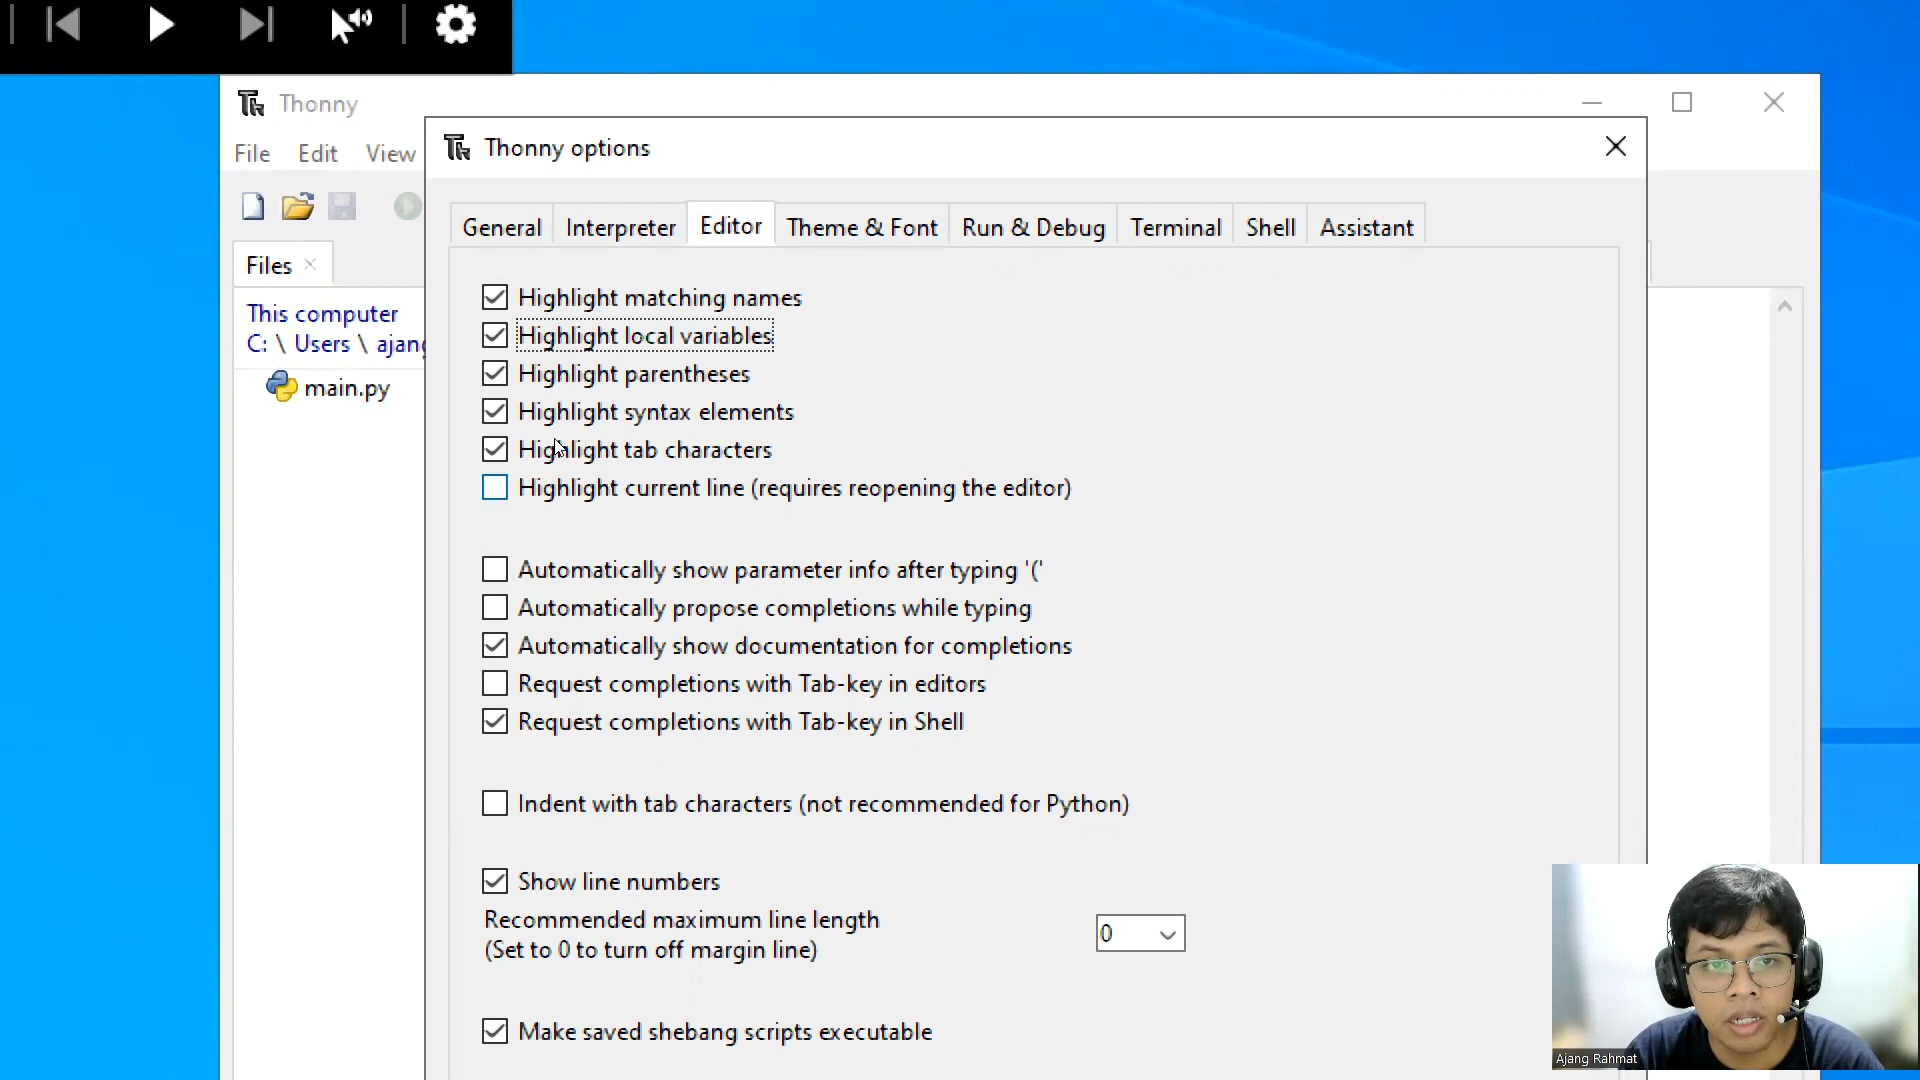 Thonny
File Edit View
Thonny options
General Interpreter Editor Theme & Font Run & Debug Terminal Shell Assistant
Files
This computer
C: \ Users \ ajang
main.py
Highlight matching names
Highlight local variables
Highlight parentheses
Highlight syntax elements
Highlight tab characters
Highlight current line (requires reopening the editor)
Automatically show parameter info after typing '('
Automatically propose completions while typing
Automatically show documentation for completions
Request completions with Tab-key in editors
Request completions with Tab-key in Shell
Indent with tab characters (not recommended for Python)
Show line numbers
Recommended maximum line length
(Set to 0 to turn off margin line)
0
Make saved shebang scripts executable
Ajang Rahmat